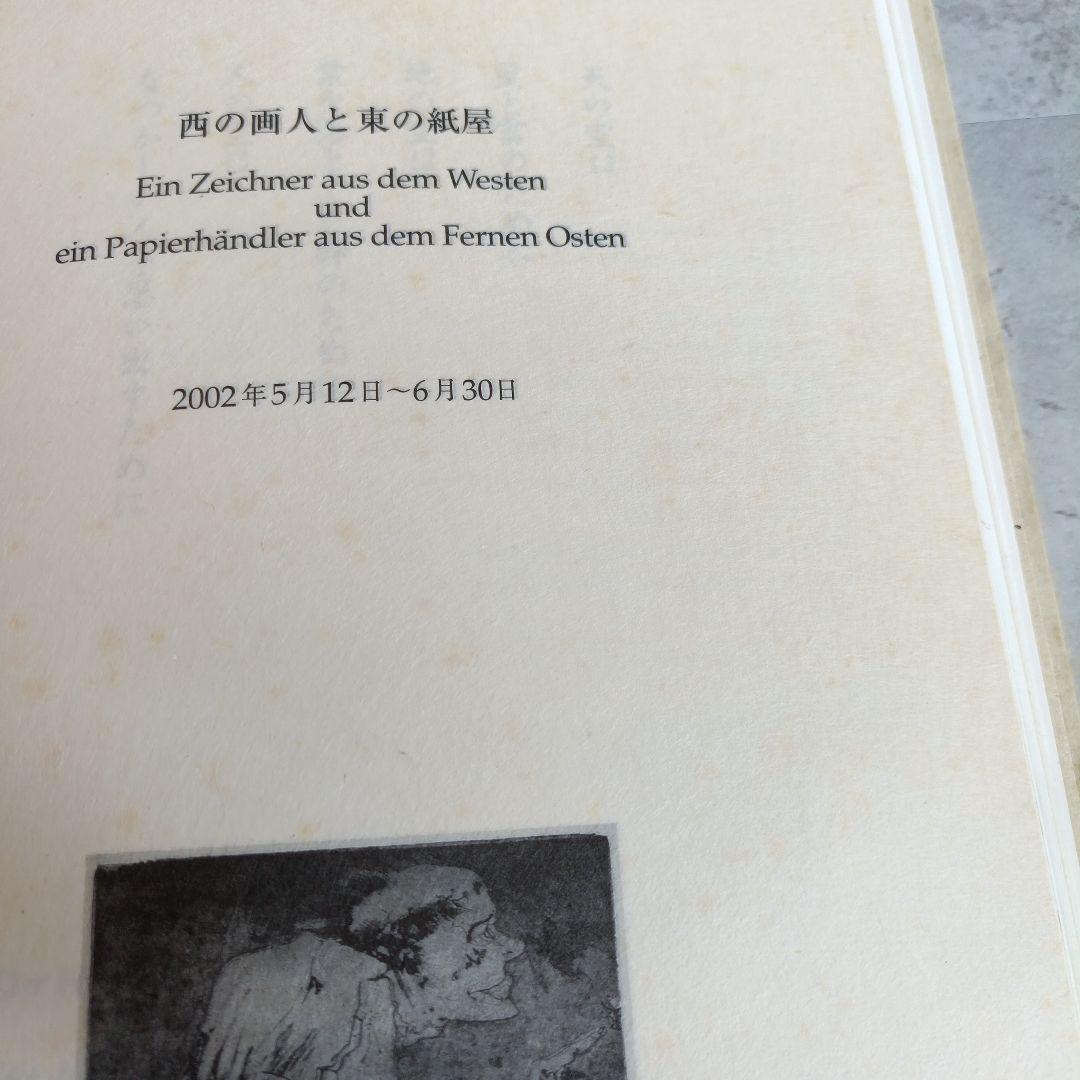 西の画人と東の紙屋
Ein Zeichner aus dem Westen
und
ein Papierhändler aus dem Fernen Osten
2002年5月12日〜6月30日